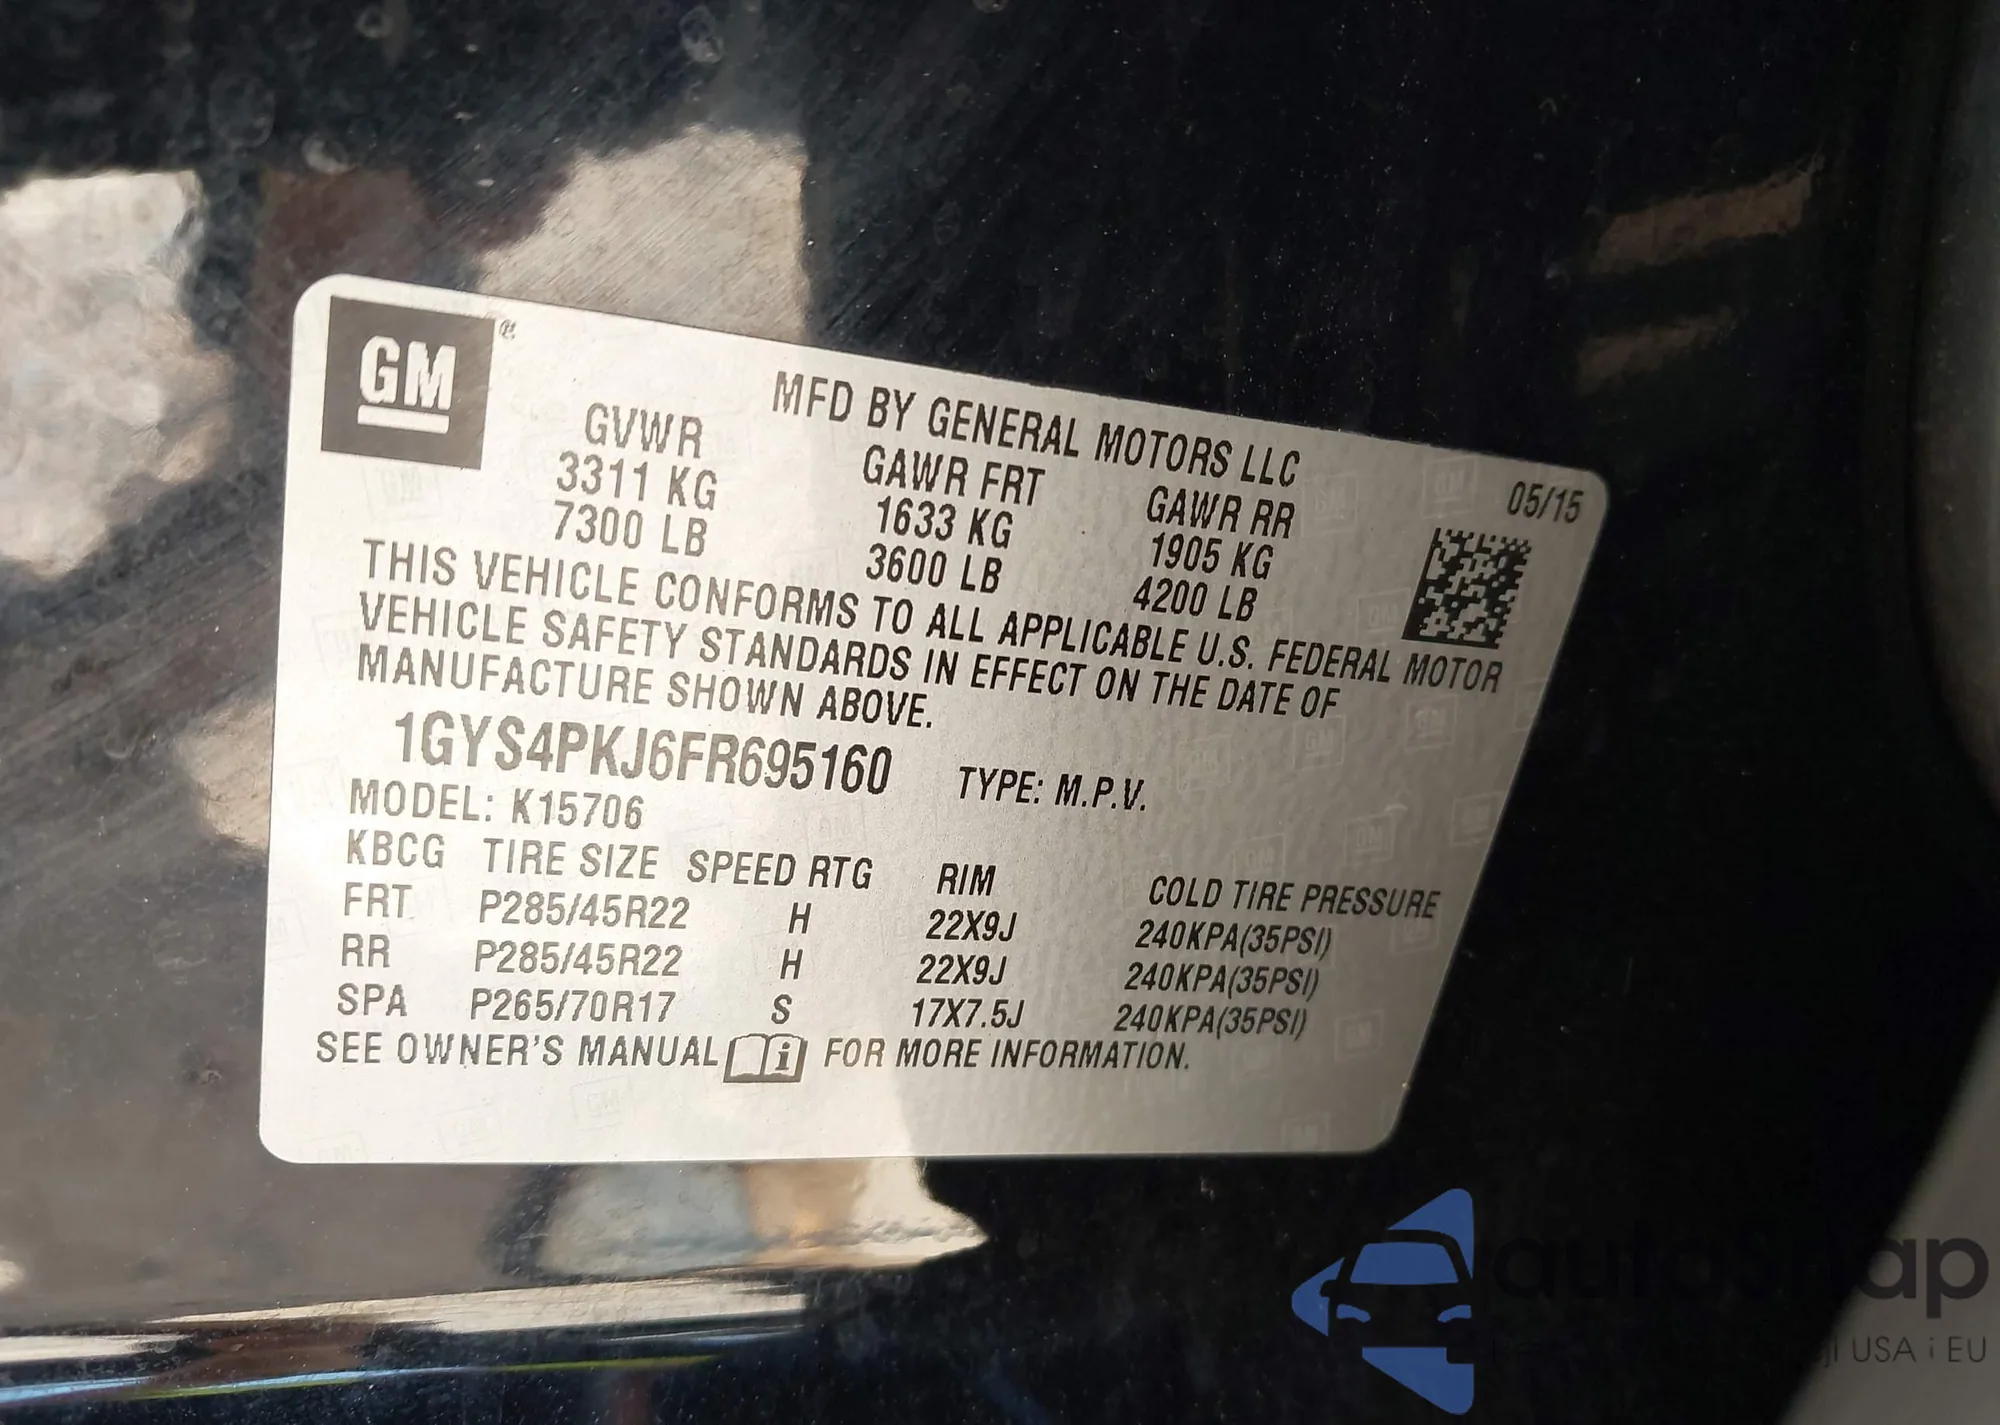 GM®
MFD BY GENERAL MOTORS LLC
GVWR GAWR FRT GAWR RR 05/15
3311 KG 1633 KG 1905 KG
7300 LB 3600 LB 4200 LB
THIS VEHICLE CONFORMS TO ALL APPLICABLE U.S. FEDERAL MOTOR
VEHICLE SAFETY STANDARDS IN EFFECT ON THE DATE OF
MANUFACTURE SHOWN ABOVE.
1GYS4PKJ6FR695160 TYPE: M.P.V.
MODEL: K15706
KBCG TIRE SIZE SPEED RTG RIM COLD TIRE PRESSURE
FRT P285/45R22 H 22X9J 240KPA(35PSI)
RR P285/45R22 H 22X9J 240KPA(35PSI)
SPA P265/70R17 S 17X7.5J 240KPA(35PSI)
SEE OWNER'S MANUAL FOR MORE INFORMATION.
USA i EU